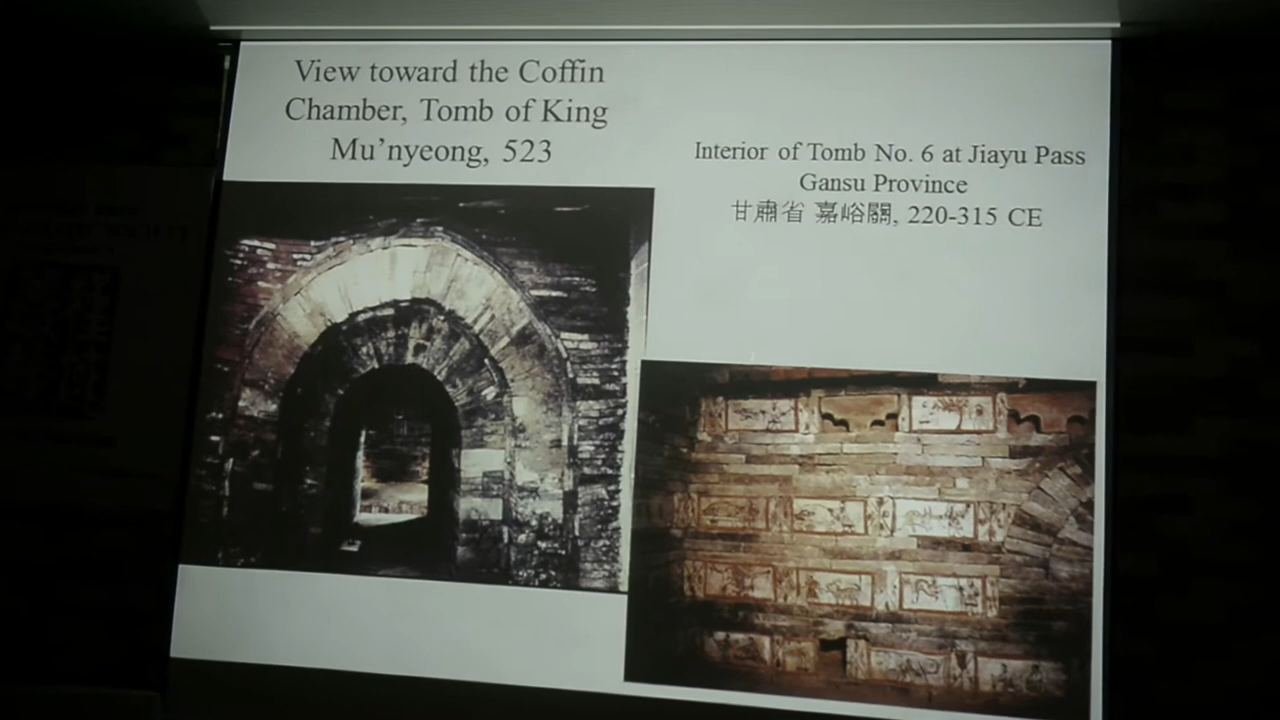 View toward the Coffin
Chamber, Tomb of King
Mu’nyeong, 523
Interior of Tomb No. 6 at Jiayu Pass
Gansu Province
甘肅省 嘉峪關, 220-315 CE